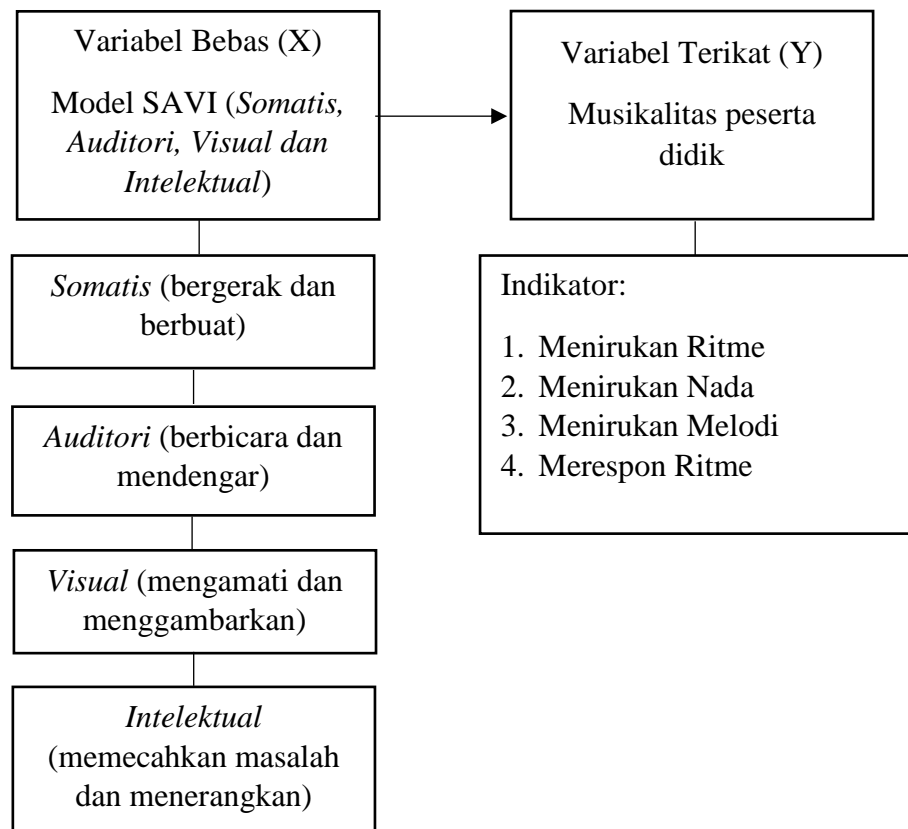 Variabel Bebas (X)
Model SAVI (Somatis,
Auditori, Visual dan
Intelektual)
Variabel Terikat (Y)
Musikalitas peserta
didik
Somatis (bergerak dan
berbuat)
Auditori (berbicara dan
mendengar)
Visual (mengamati dan
menggambarkan)
Intelektual
(memecahkan masalah
dan menerangkan)
Indikator:
1. Menirukan Ritme
2. Menirukan Nada
3. Menirukan Melodi
4. Merespon Ritme